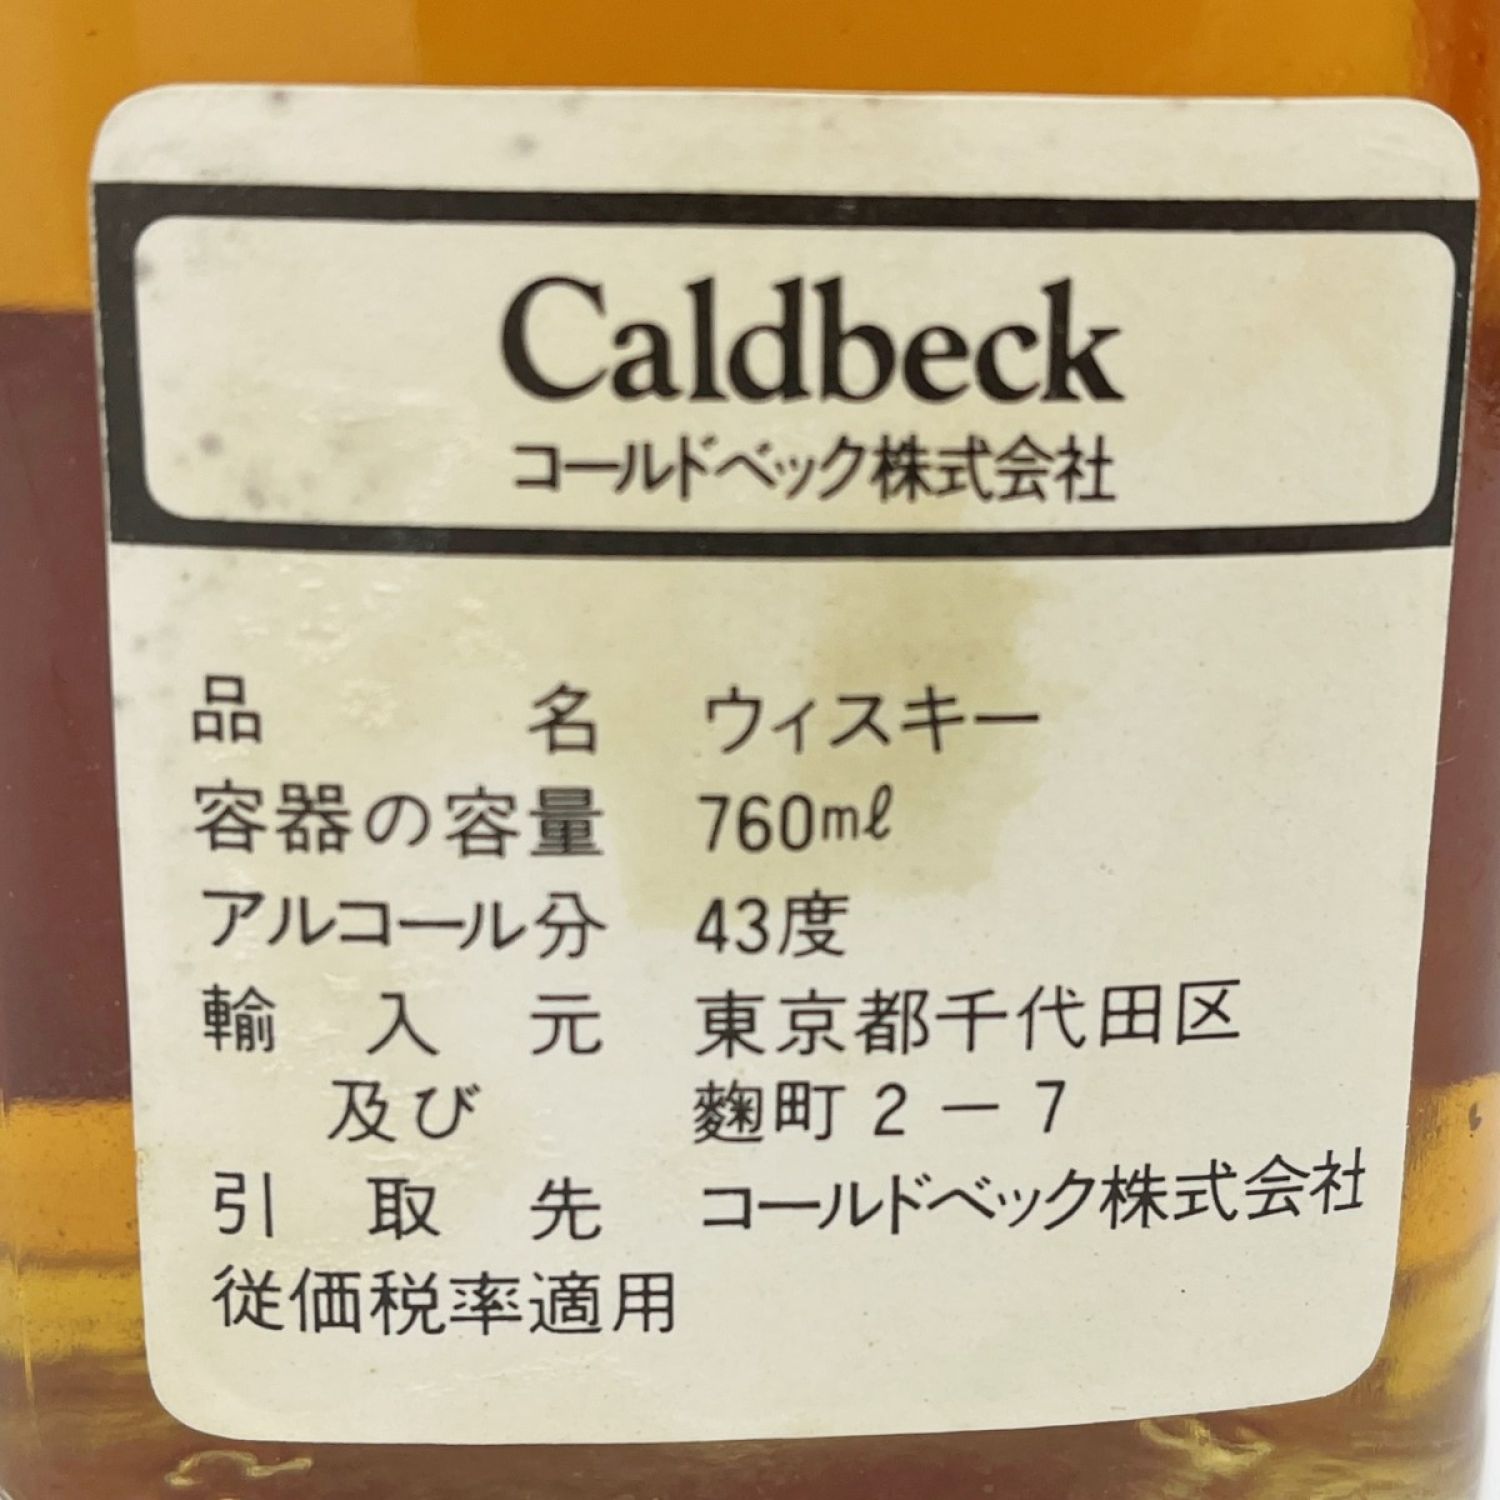 Caldbeck
コールドベック株式会社
品名 ウィスキー
容器の容量 760mℓ
アルコール分 43度
輸入元 東京都千代田区
及び 麴町2-7
引取先 コールドベック株式会社
従価税率適用